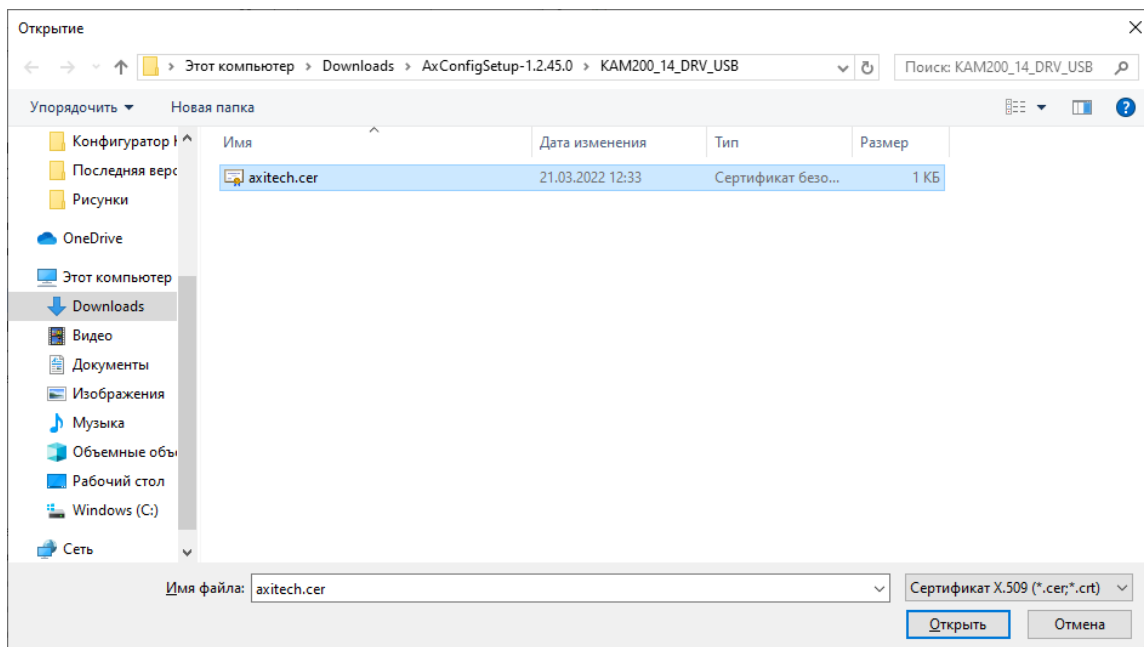 Открытие
Этот компьютер > Downloads > AxConfigSetup-1.2.45.0 > KAM200_14_DRV_USB
Поиск: KAM200_14_DRV_USB
Упорядочить Новая папка
Имя Дата изменения Тип Размер
axitech.cer 21.03.2022 12:33 Сертификат безо... 1 КБ
Конфигуратор
Последняя верс
Рисунки
OneDrive
Этот компьютер
Downloads
Видео
Документы
Изображения
Музыка
Объемные объ
Рабочий стол
Windows (C:)
Сеть
Имя файла: axitech.cer
Сертификат X.509 (*.cer;*.crt)
Открыть Отмена